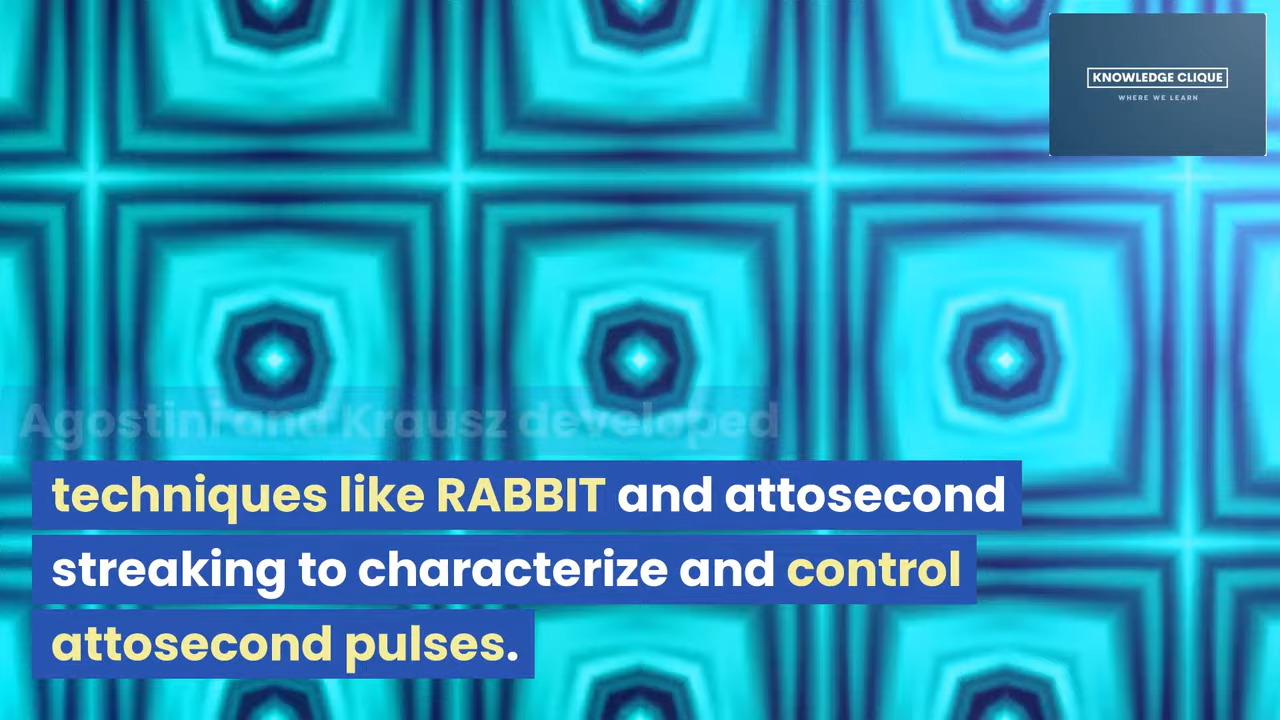 KNOWLEDGE CLIQUE
WHERE WE LEARN
Agostini and Krausz developed
techniques like RABBIT and attosecond
streaking to characterize and control
attosecond pulses.